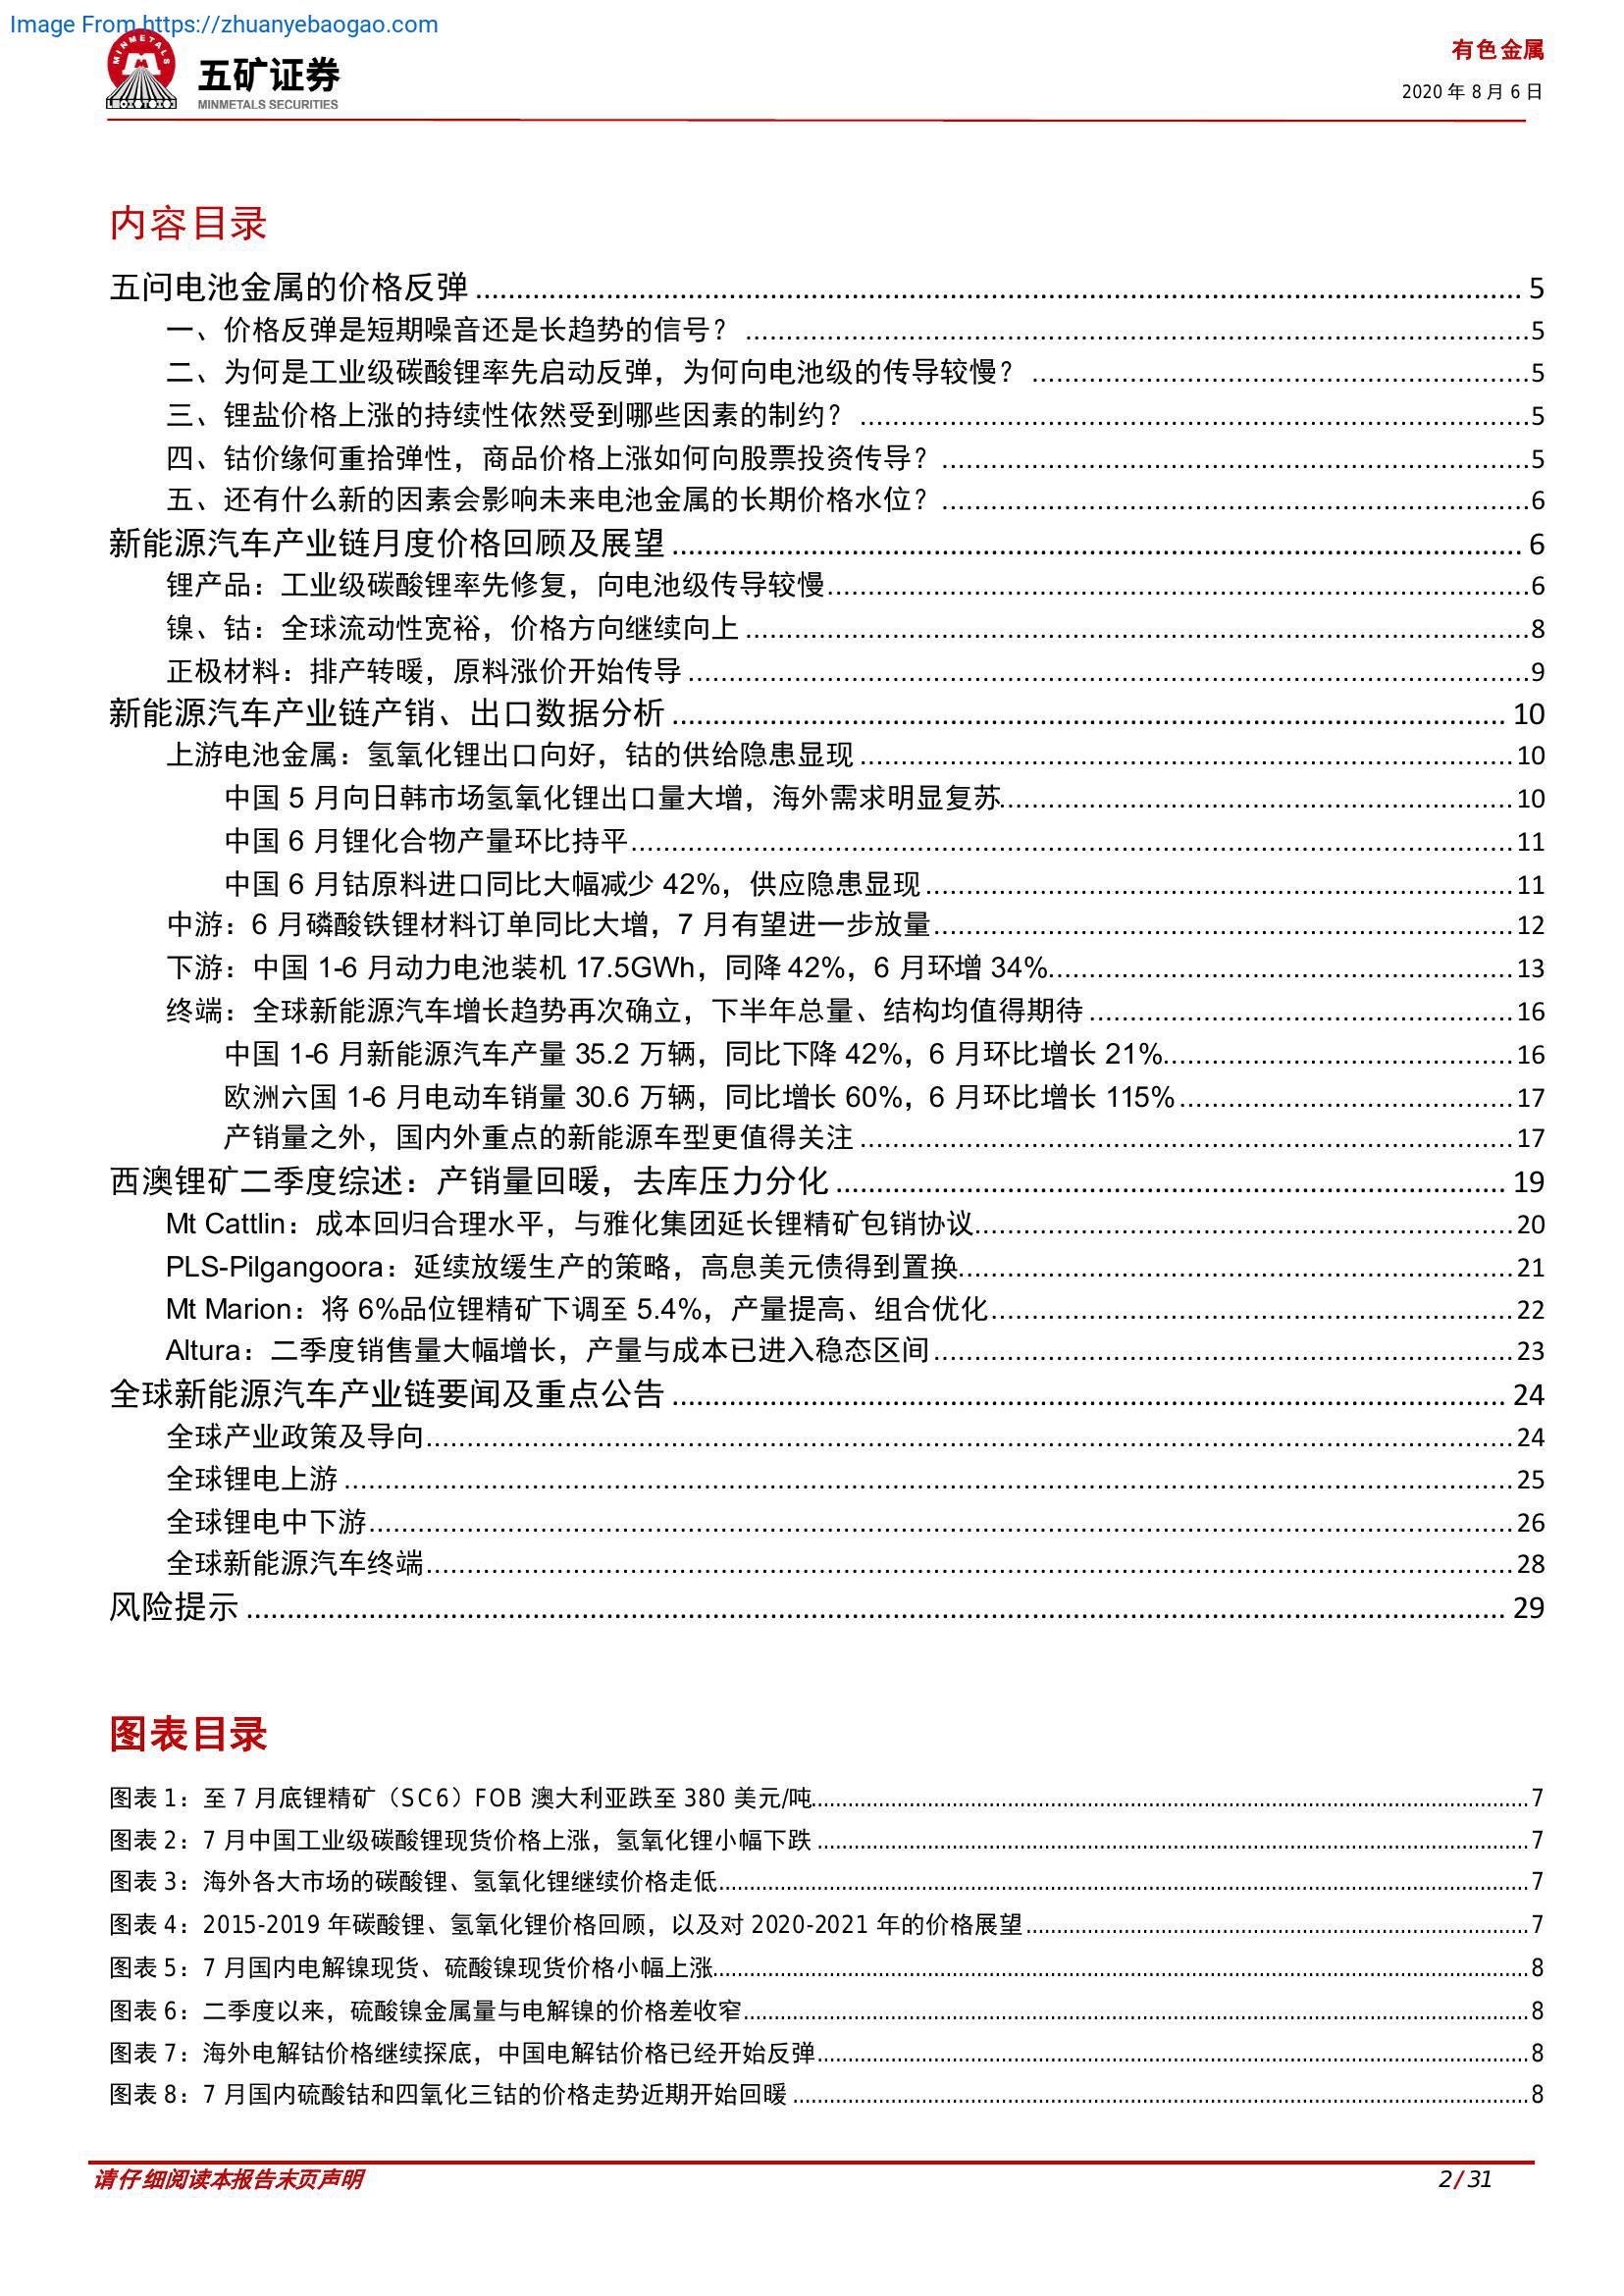 Image From https://zhuanyebaogao.com
MINMETALS
五矿证券
MINMETALS SECURITIES
有色金属
2020 年 8 月 6 日
内容目录
五问电池金属的价格反弹 5
一、价格反弹是短期噪音还是长趋势的信号? 5
二、为何是工业级碳酸锂率先启动反弹，为何向电池级的传导较慢? 5
三、锂盐价格上涨的持续性依然受到哪些因素的制约? 5
四、钴价缘何重拾弹性，商品价格上涨如何向股票投资传导? 5
五、还有什么新的因素会影响未来电池金属的长期价格水位? 6
新能源汽车产业链月度价格回顾及展望 6
锂产品：工业级碳酸锂率先修复，向电池级传导较慢 6
镍、钴：全球流动性宽裕，价格方向继续向上 8
正极材料：排产转暖，原料涨价开始传导 9
新能源汽车产业链产销、出口数据分析 10
上游电池金属：氢氧化锂出口向好，钴的供给隐患显现 10
中国 5 月向日韩市场氢氧化锂出口量大增，海外需求明显复苏 10
中国 6 月锂化合物产量环比持平 11
中国 6 月钴原料进口同比大幅减少 42%，供应隐患显现 11
中游：6 月磷酸铁锂材料订单同比大增，7 月有望进一步放量 12
下游：中国 1-6 月动力电池装机 17.5GWh，同降 42%，6 月环增 34% 13
终端：全球新能源汽车增长趋势再次确立，下半年总量、结构均值得期待 16
中国 1-6 月新能源汽车产量 35.2 万辆，同比下降 42%，6 月环比增长 21% 16
欧洲六国 1-6 月电动车销量 30.6 万辆，同比增长 60%，6 月环比增长 115% 17
产销量之外，国内外重点的新能源车型更值得关注 17
西澳锂矿二季度综述：产销量回暖，去库压力分化 19
Mt Cattlin：成本回归合理水平，与雅化集团延长锂精矿包销协议 20
PLS-Pilgangoora：延续放缓生产的策略，高息美元债得到置换 21
Mt Marion：将 6%品位锂精矿下调至 5.4%，产量提高、组合优化 22
Altura：二季度销售量大幅增长，产量与成本已进入稳态区间 23
全球新能源汽车产业链要闻及重点公告 24
全球产业政策及导向 24
全球锂电上游 25
全球锂电中下游 26
全球新能源汽车终端 28
风险提示 29
图表目录
图表 1：至 7 月底锂精矿（SC6）FOB 澳大利亚跌至 380 美元/吨 7
图表 2：7 月中国工业级碳酸锂现货价格上涨，氢氧化锂小幅下跌 7
图表 3：海外各大市场的碳酸锂、氢氧化锂继续价格走低 7
图表 4：2015-2019 年碳酸锂、氢氧化锂价格回顾，以及对 2020-2021 年的价格展望 7
图表 5：7 月国内电解镍现货、硫酸镍现货价格小幅上涨 8
图表 6：二季度以来，硫酸镍金属量与电解镍的价格差收窄 8
图表 7：海外电解钴价格继续探底，中国电解钴价格已经开始反弹 8
图表 8：7 月国内硫酸钴和四氧化三钴的价格走势近期开始回暖 8
请仔细阅读本报告末页声明
2 / 31